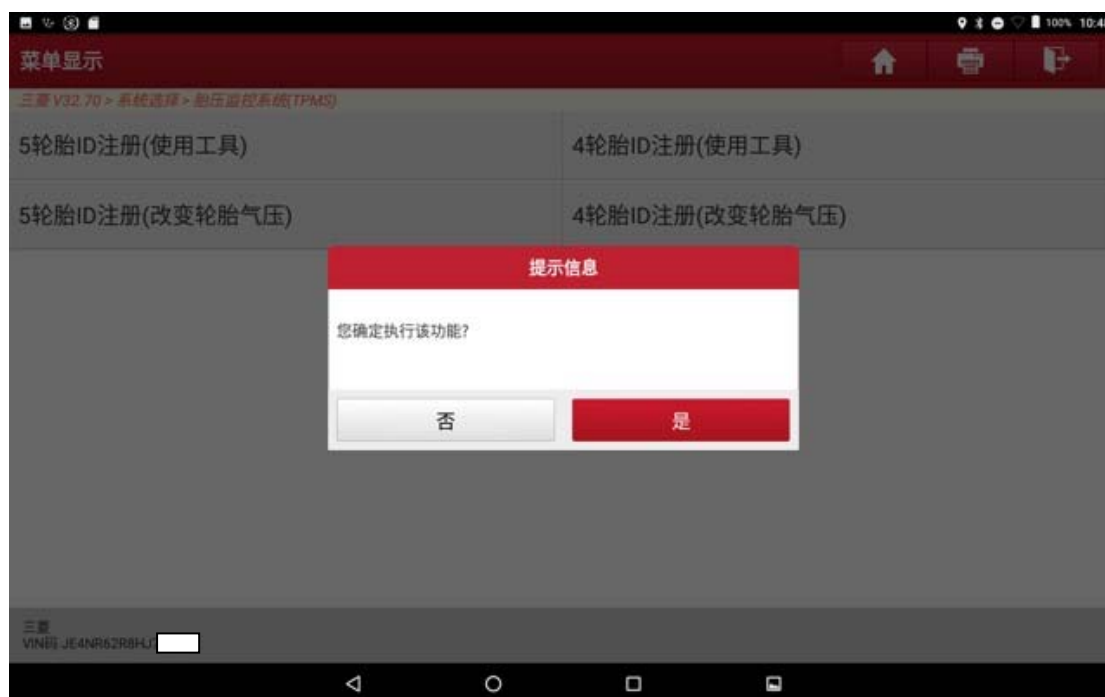 100% 10:4
菜单显示
三菱 V32.70 > 系统选择 > 胎压监控系统(TPMS)
5轮胎ID注册(使用工具)
4轮胎ID注册(使用工具)
5轮胎ID注册(改变轮胎气压)
4轮胎ID注册(改变轮胎气压)
提示信息
您确定执行该功能?
否
是
三菱
VIN码 JE4NR62R8HJ